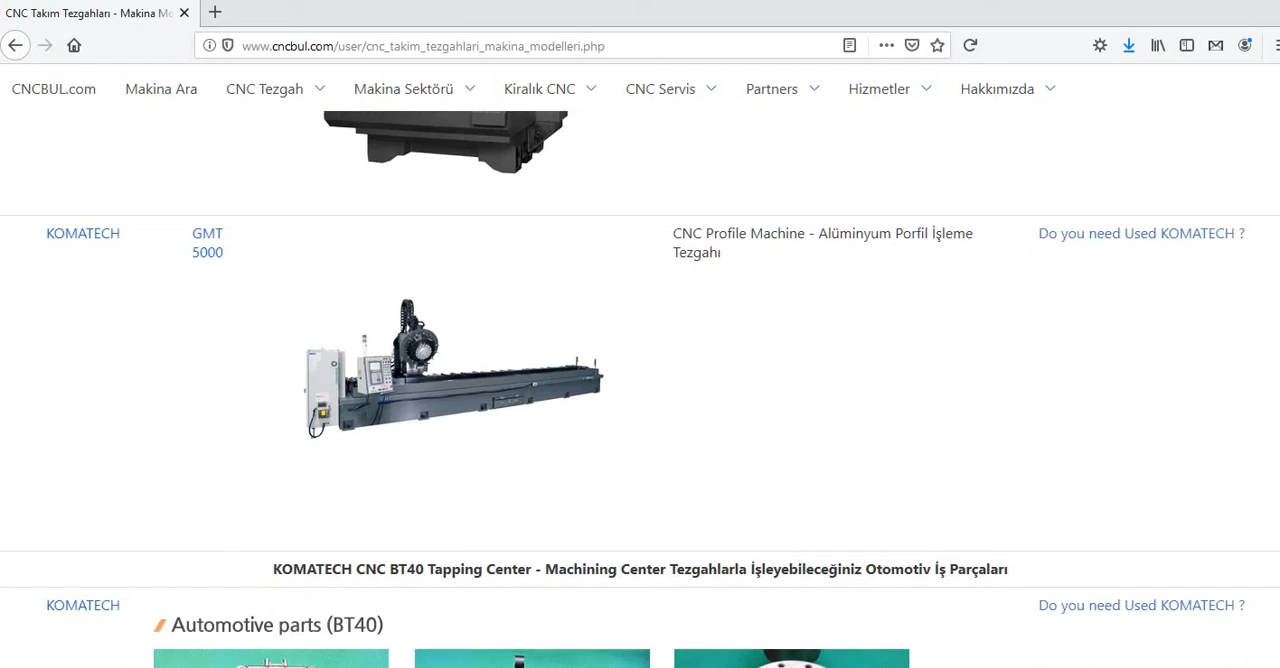 CNC Takım Tezgahları - Makina Mo
www.cncbul.com/user/cnc_takim_tezgahlari_makina_modelleri.php
CNCBUL.com Makina Ara CNC Tezgah Makina Sektörü Kiralık CNC CNC Servis Partners Hizmetler Hakkımızda
KOMATECH
GMT
5000
CNC Profile Machine - Alüminyum Porfil İşleme
Tezgahı
Do you need Used KOMATECH ?
KOMATECH CNC BT40 Tapping Center - Machining Center Tezgahlarla İşleyebileceğiniz Otomotiv İş Parçaları
KOMATECH
Automotive parts (BT40)
Do you need Used KOMATECH ?